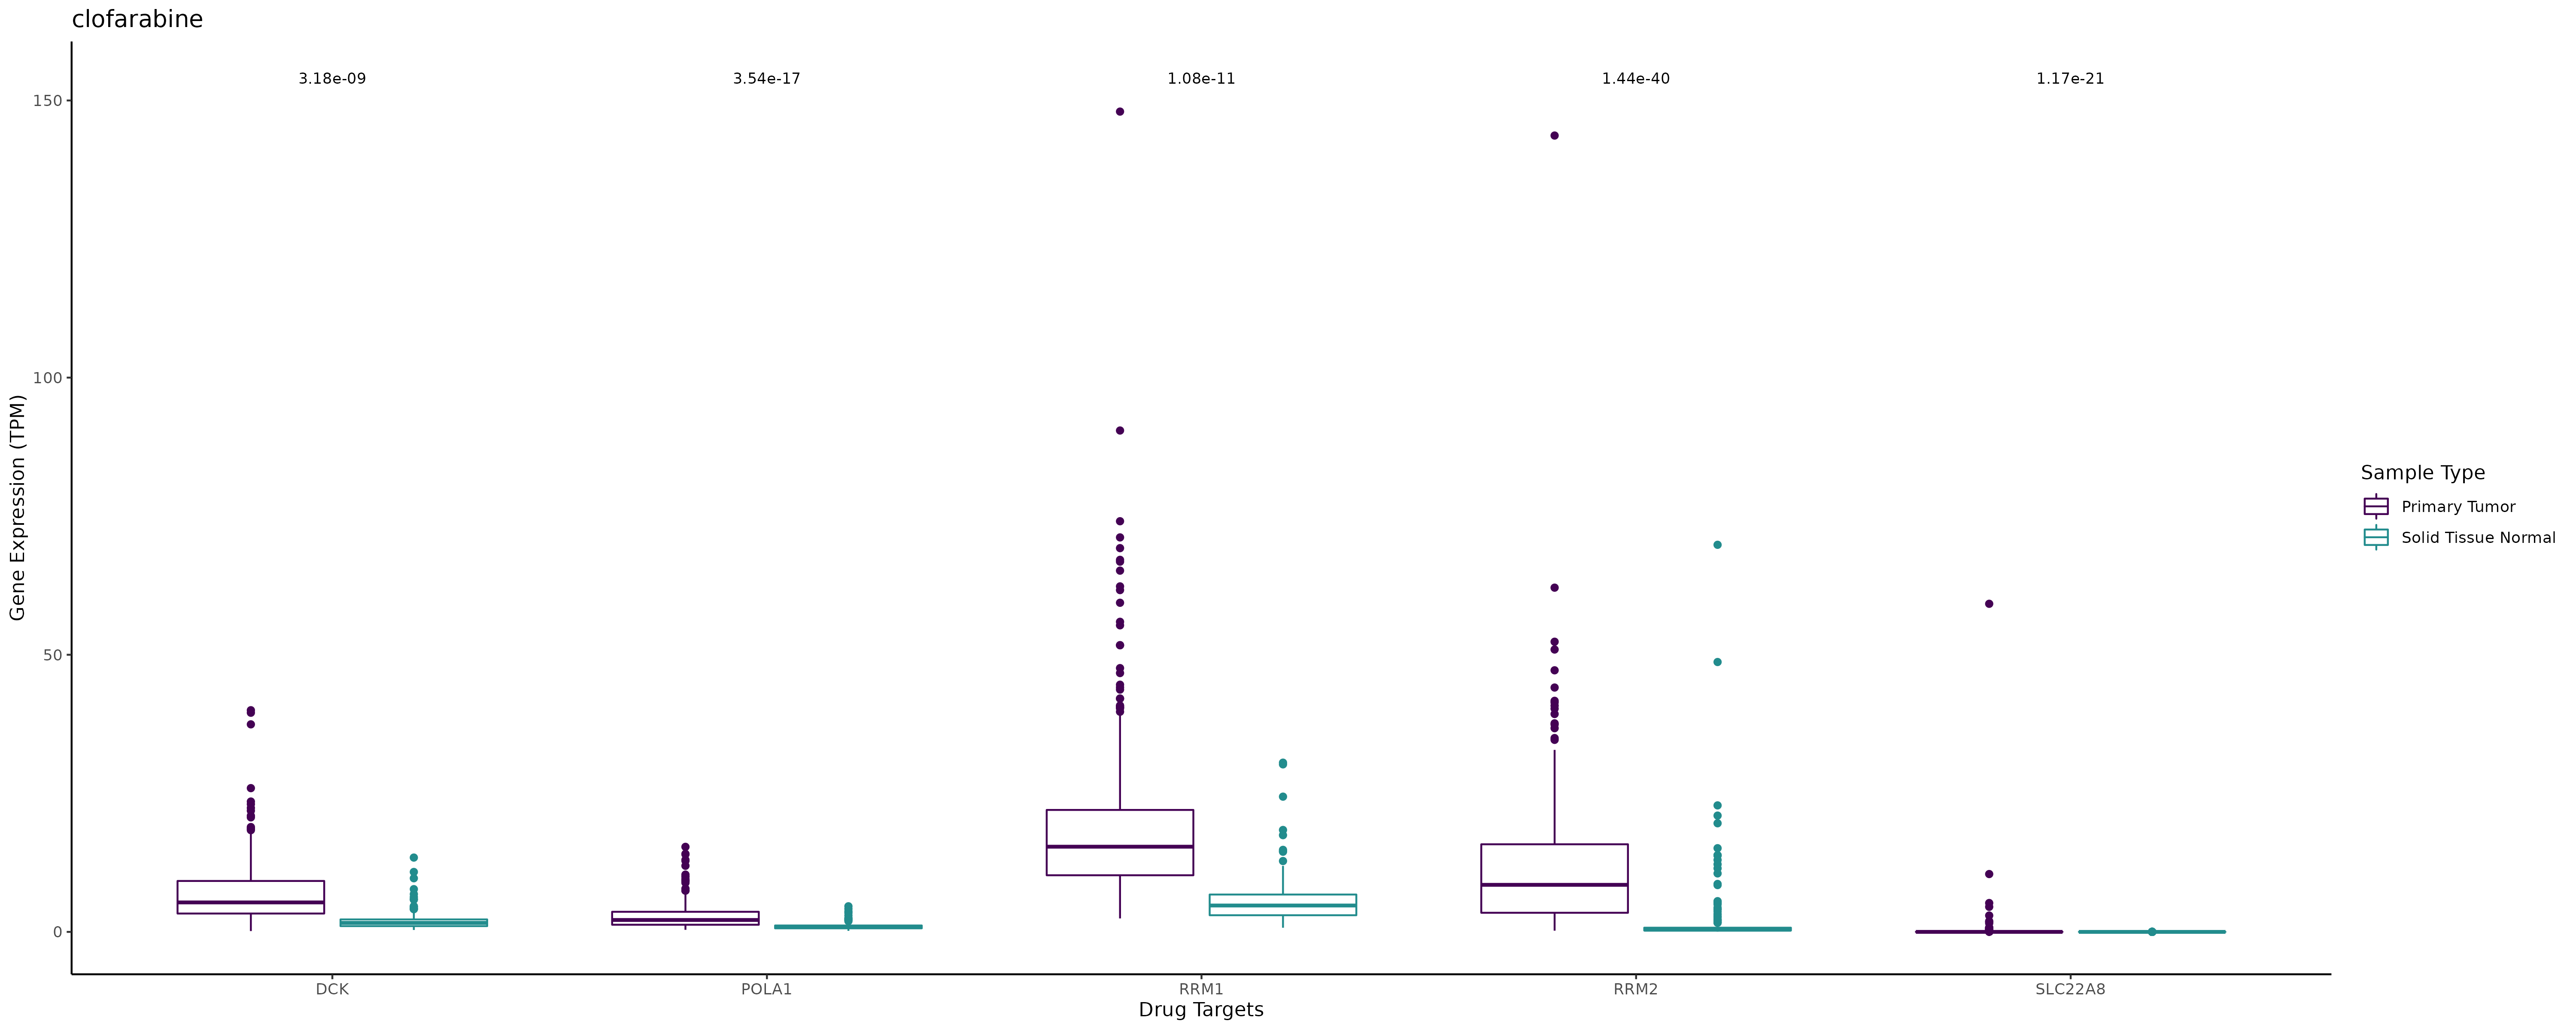 clofarabine
3.18e-09 3.54e-17 1.08e-11 1.44e-40 1.17e-21
150
100
50
0
Gene Expression (TPM)
DCK POLA1 RRM1 RRM2 SLC22A8
Drug Targets
Sample Type
Primary Tumor
Solid Tissue Normal